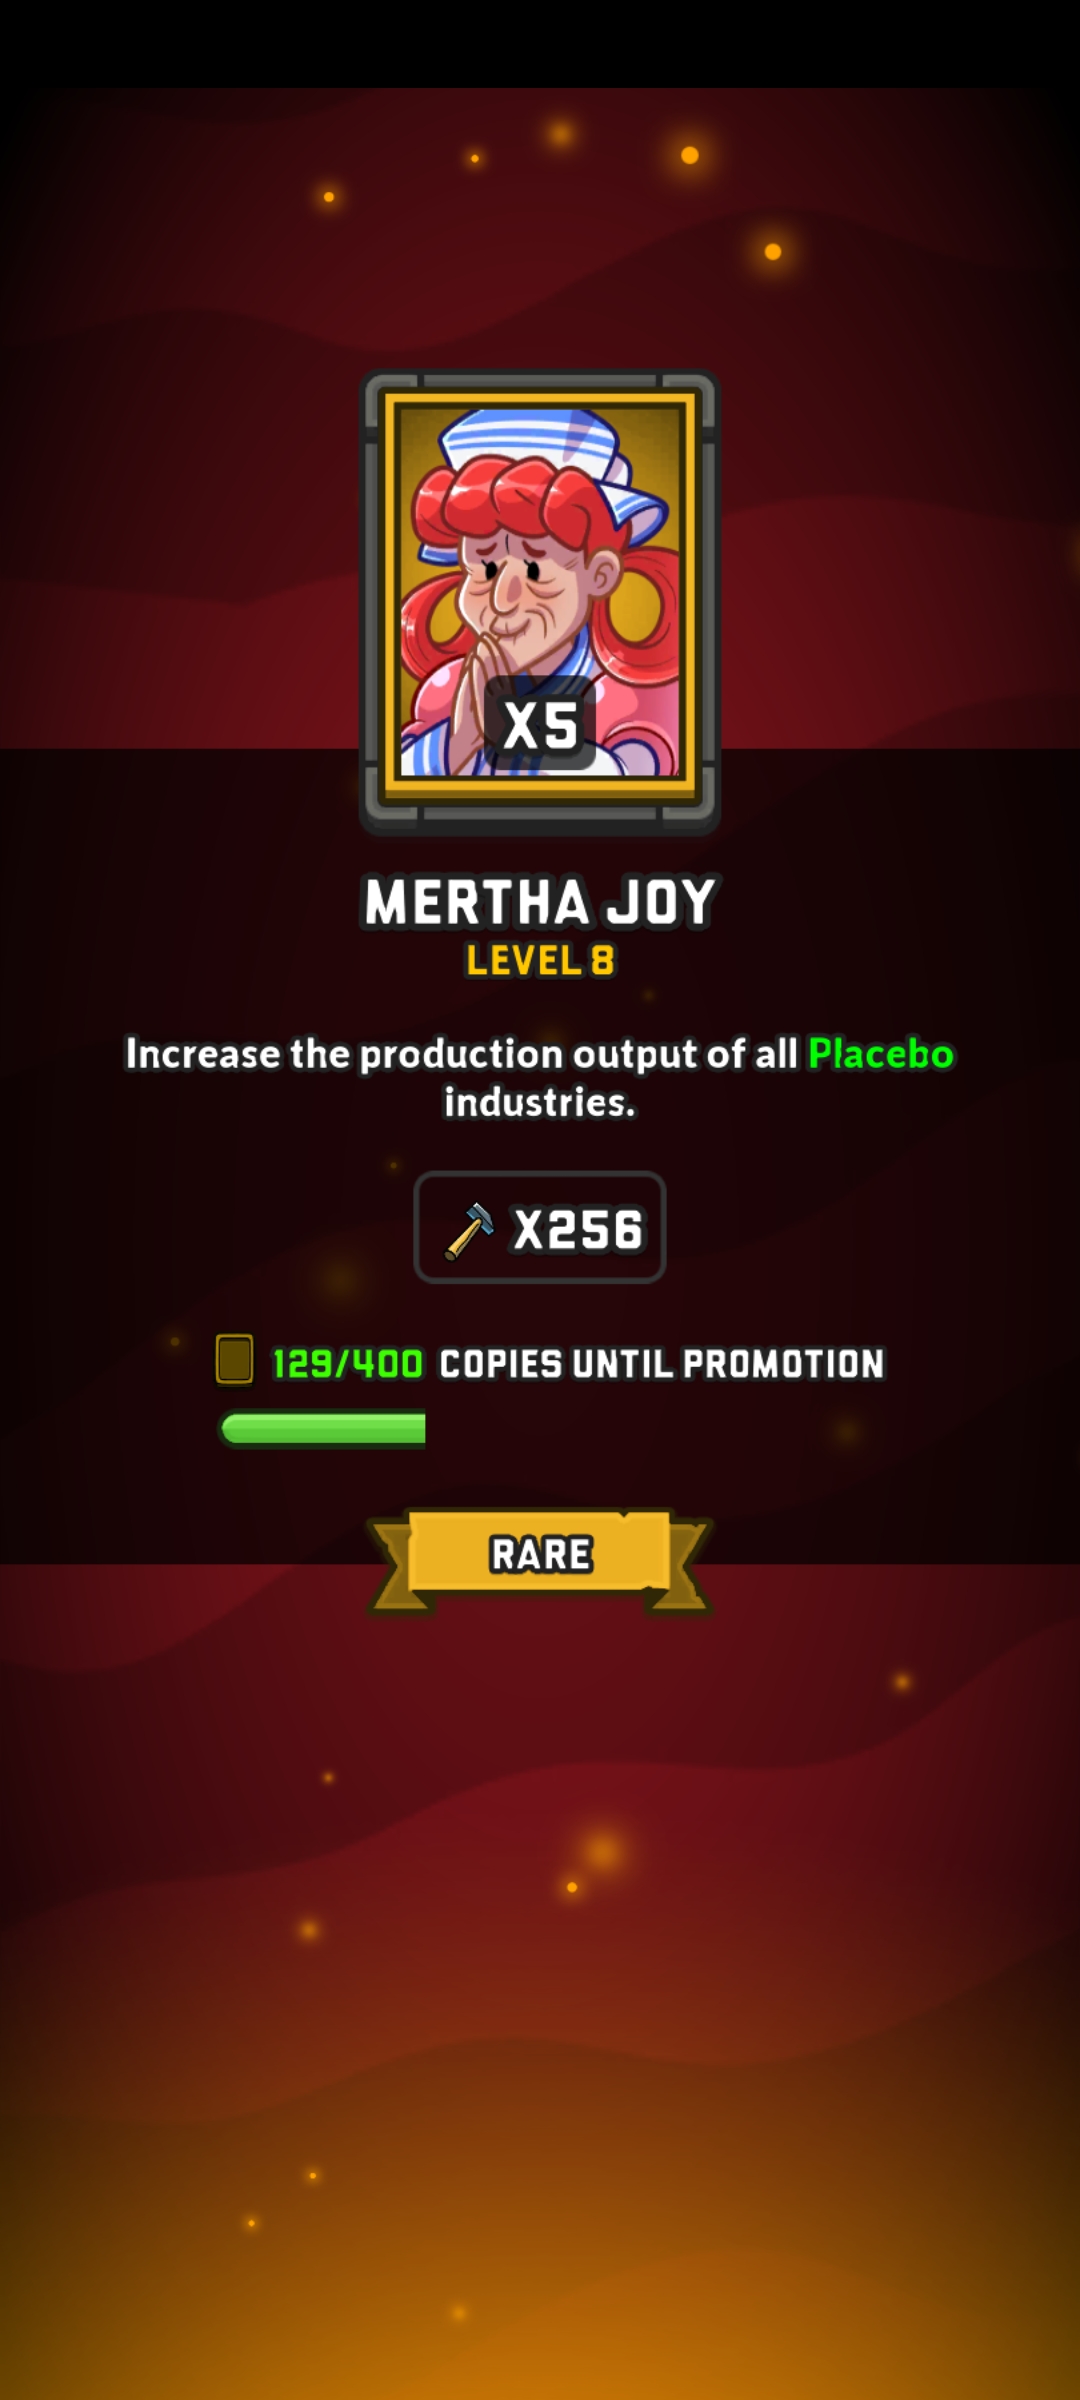 X5
MERTHA JOY
LEVEL 8
Increase the production output of all Placebo
industries.
X256
129/400 COPIES UNTIL PROMOTION
RARE